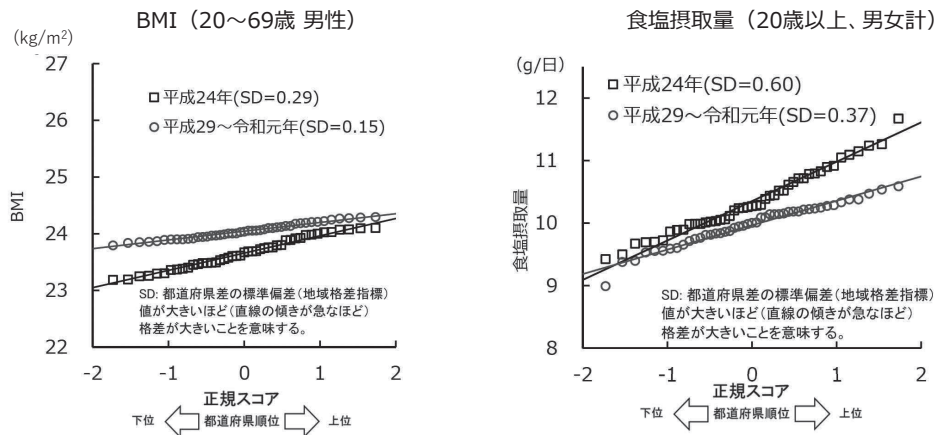 BMI（20～69歳 男性）
(kg/m²)
27
26
25
24
23
22
BMI
□平成24年(SD=0.29)
○平成29～令和元年(SD=0.15)
SD: 都道府県差の標準偏差(地域格差指標)
値が大きいほど(直線の傾きが急なほど)
格差が大きいことを意味する。
-2 -1 0 1 2
正規スコア
下位 都道府県順位 上位
食塩摂取量（20歳以上、男女計）
(g/日)
12
11
10
9
8
食塩摂取量
□平成24年(SD=0.60)
○平成29～令和元年(SD=0.37)
SD: 都道府県差の標準偏差(地域格差指標)
値が大きいほど(直線の傾きが急なほど)
格差が大きいことを意味する。
-2 -1 0 1 2
正規スコア
下位 都道府県順位 上位